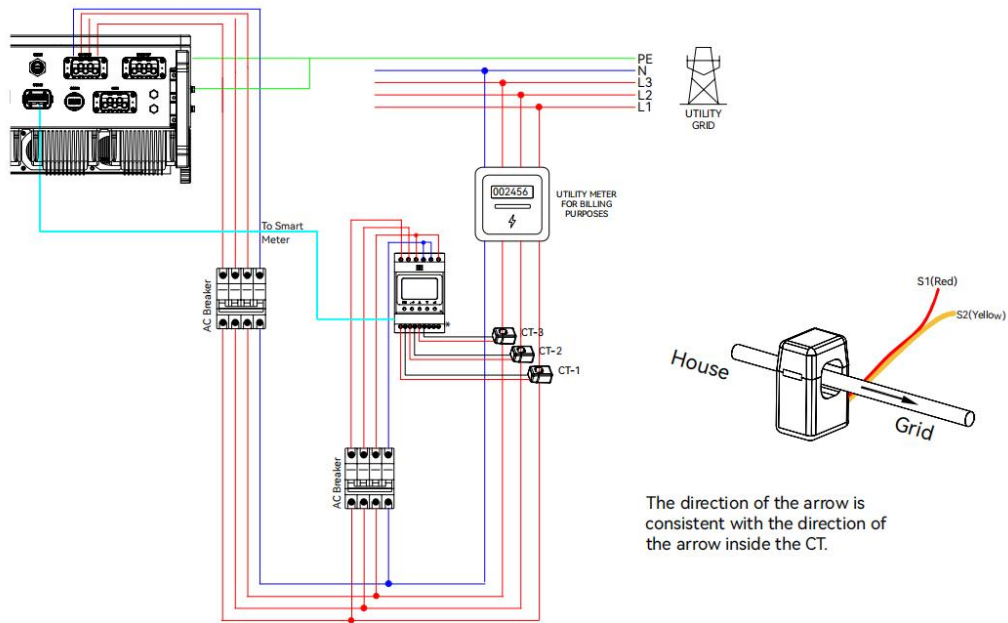 PE
N
L3
L2
L1
UTILITY
GRID
002456
UTILITY METER
FOR BILLING
PURPOSES
To Smart
Meter
AC Breaker
*
CT-3
CT-2
CT-1
AC Breaker
S1(Red)
S2(Yellow)
House
Grid
The direction of the arrow is
consistent with the direction of
the arrow inside the CT.